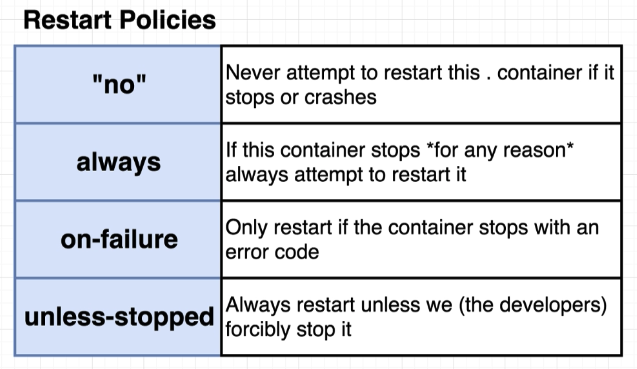 Restart Policies
"no"
Never attempt to restart this . container if it
stops or crashes
always
If this container stops *for any reason*
always attempt to restart it
on-failure
Only restart if the container stops with an
error code
unless-stopped
Always restart unless we (the developers)
forcibly stop it